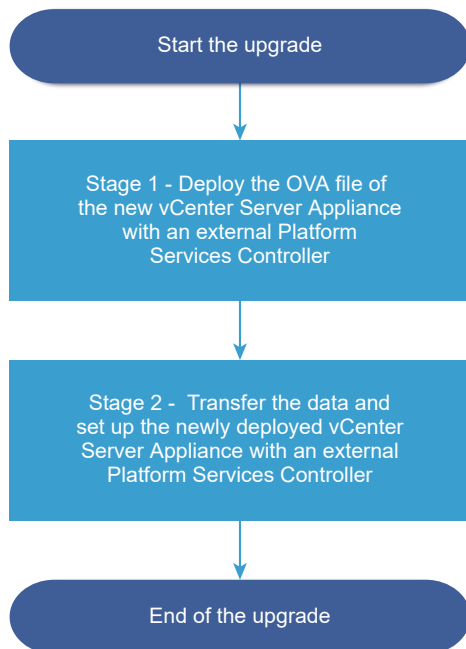 Start the upgrade
Stage 1 - Deploy the OVA file of
the new vCenter Server Appliance
with an external Platform
Services Controller
Stage 2 -  Transfer the data and
set up the newly deployed vCenter
Server Appliance with an external
Platform Services Controller
End of the upgrade